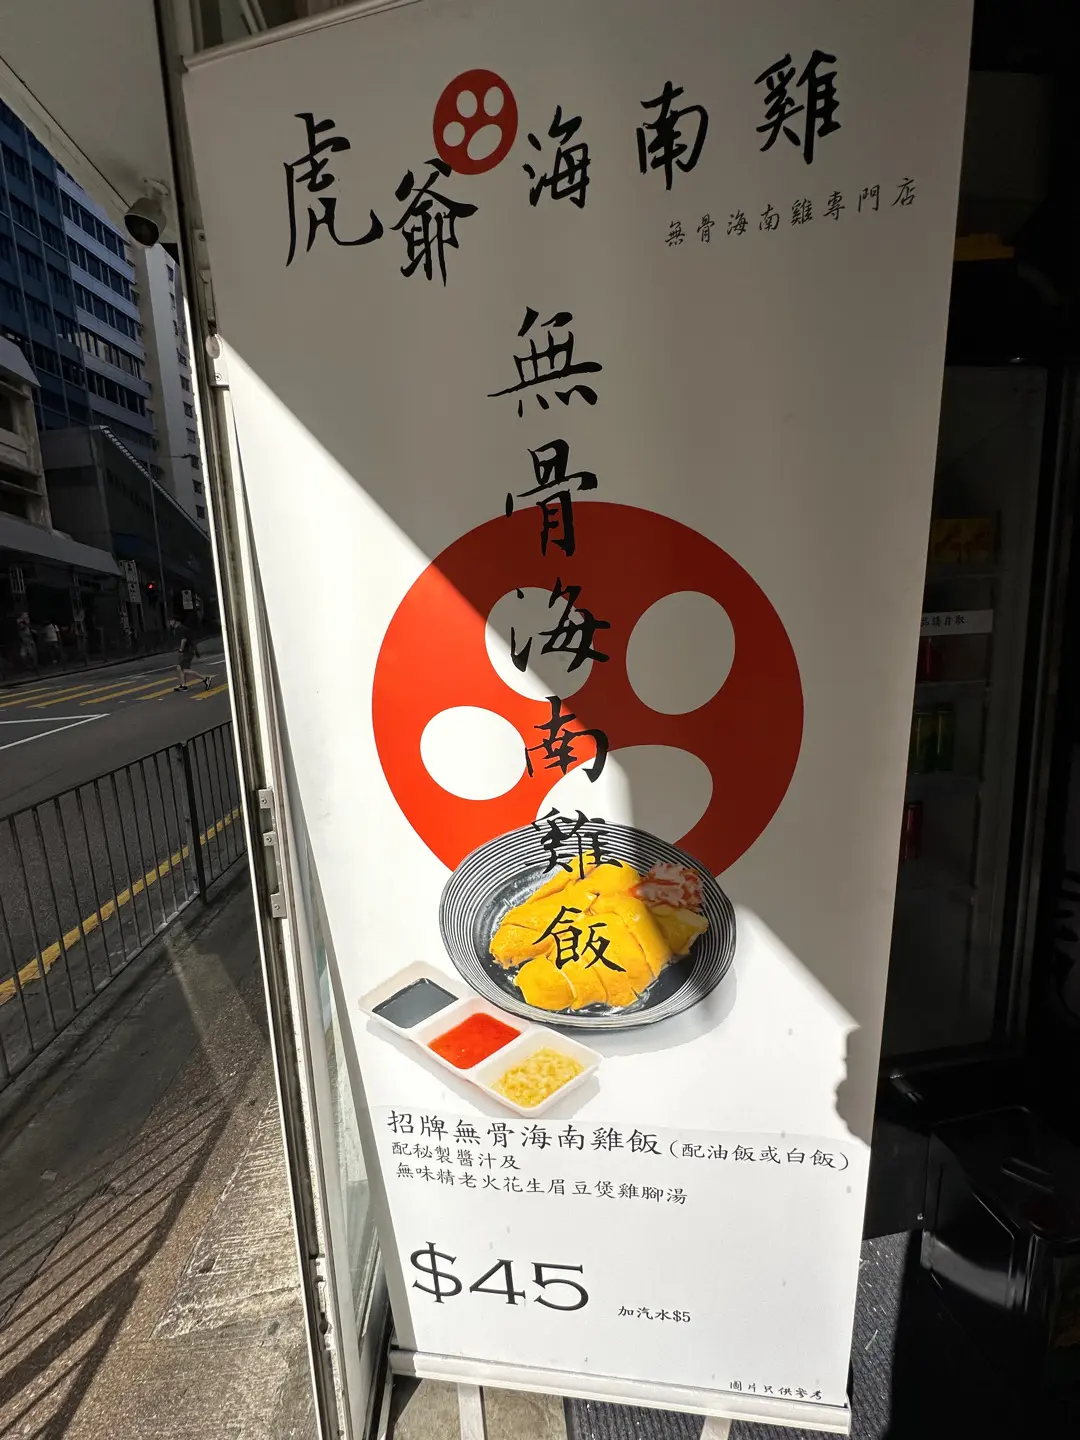 虎爺海南雞
無骨海南雞專門店
無骨海南雞飯
招牌無骨海南雞飯(配油飯或白飯)
配秘製醬汁及
無味精老火花生眉豆煲雞腳湯
$45
加汽水$5
圖片只供參考
自取